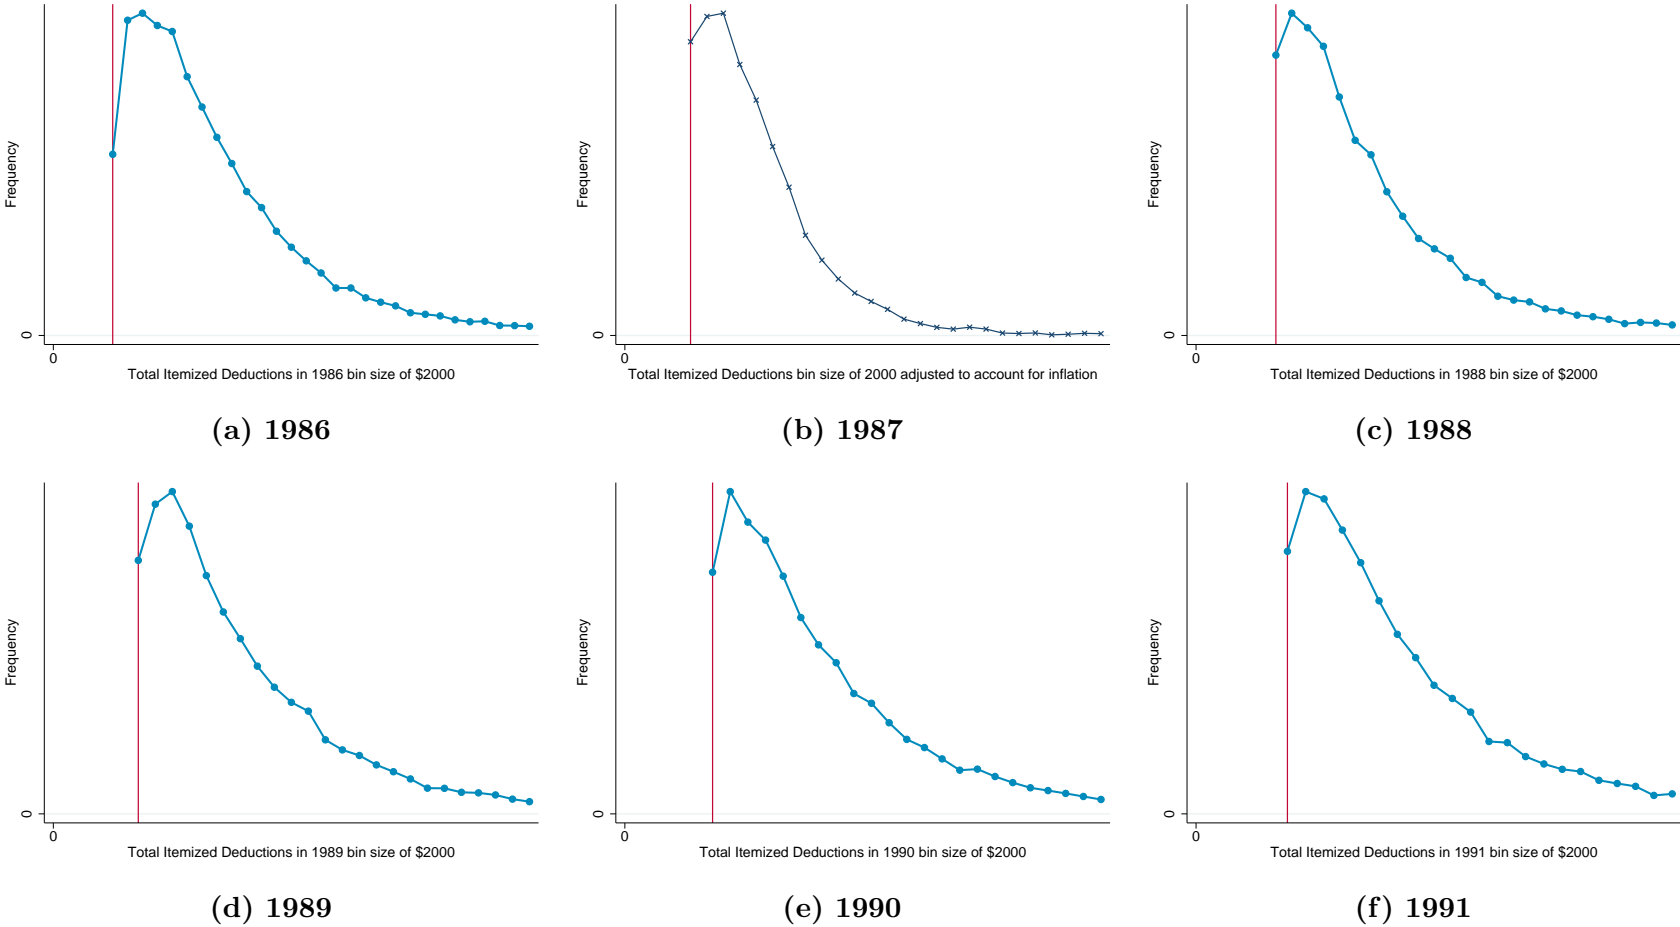 Frequency
0
0
Total Itemized Deductions in 1986 bin size of $2000
(a) 1986
Frequency
0
0
Total Itemized Deductions bin size of 2000 adjusted to account for inflation
(b) 1987
Frequency
0
0
Total Itemized Deductions in 1988 bin size of $2000
(c) 1988
Frequency
0
0
Total Itemized Deductions in 1989 bin size of $2000
(d) 1989
Frequency
0
0
Total Itemized Deductions in 1990 bin size of $2000
(e) 1990
Frequency
0
0
Total Itemized Deductions in 1991 bin size of $2000
(f) 1991